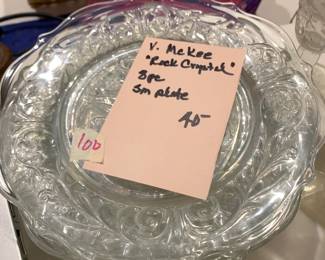 V. McKee
"Rock Crystal"
8pc
Sm plate
40-
100